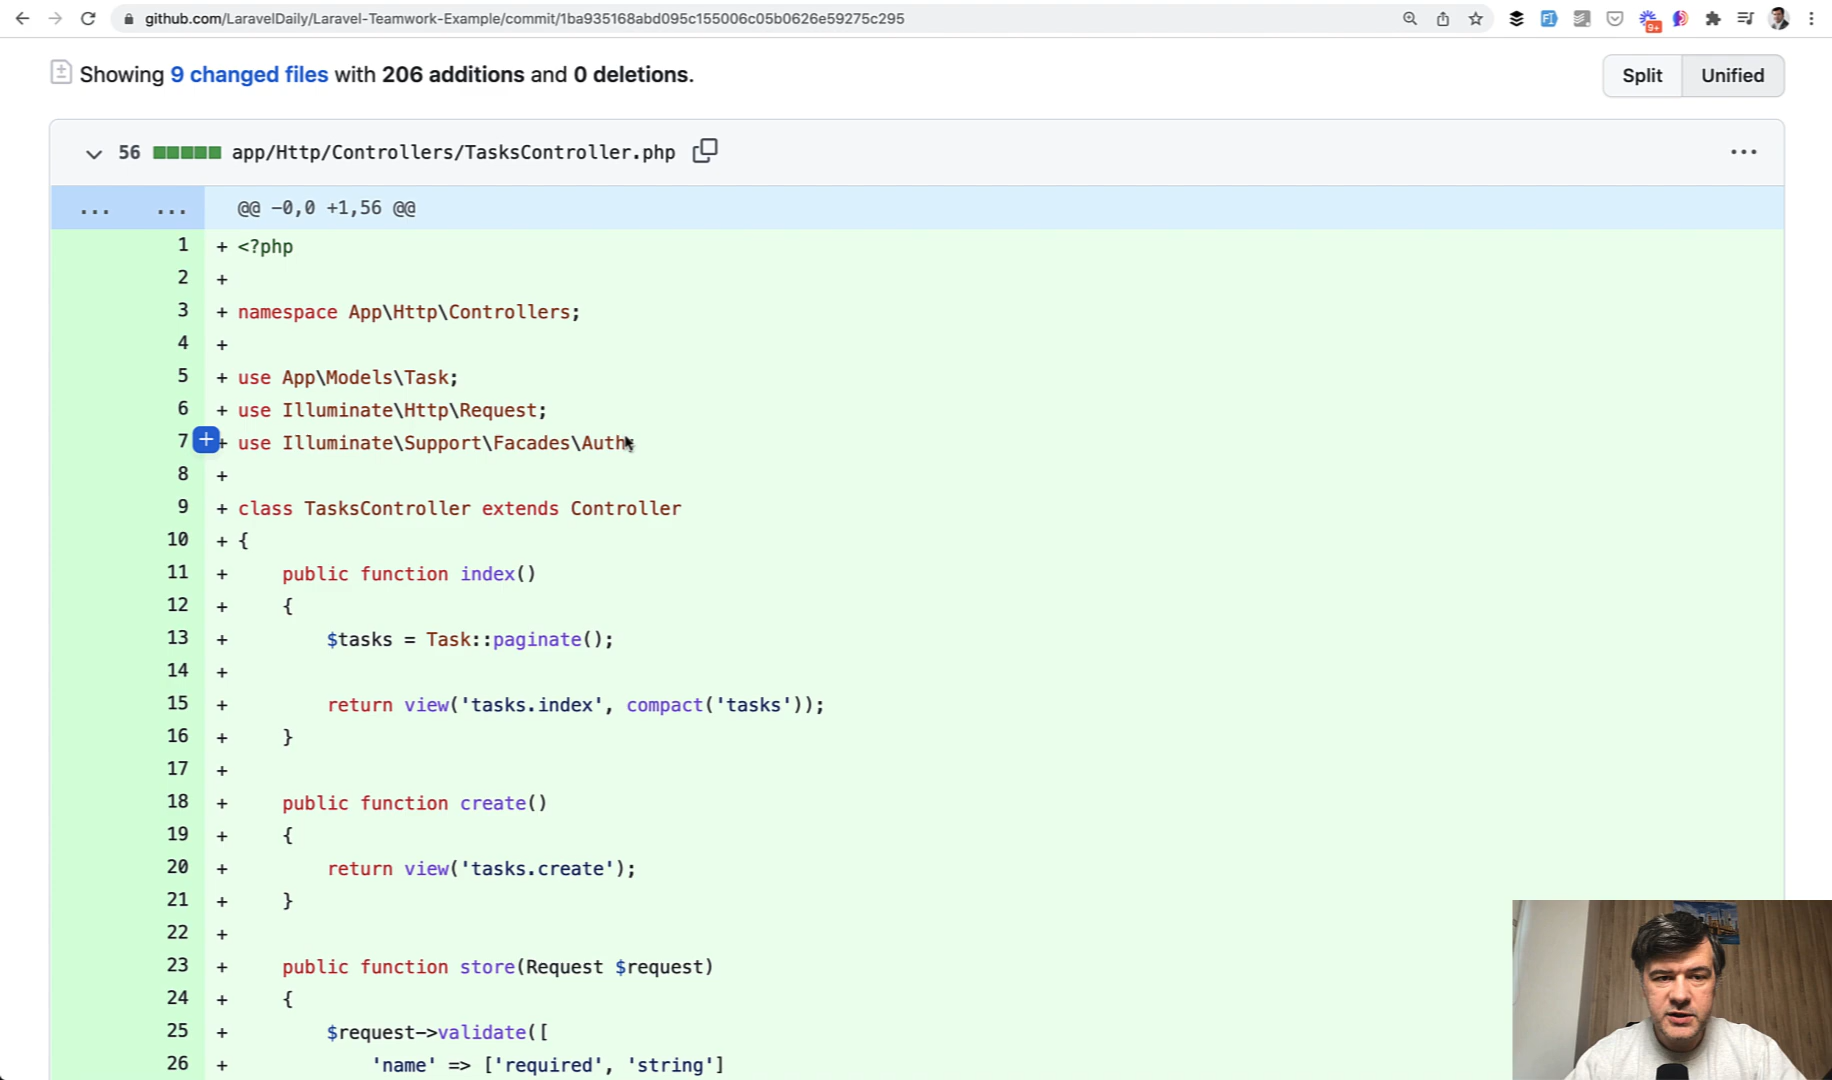 github.com/LaravelDaily/Laravel-Teamwork-Example/commit/1ba935168abd095c155006c05b0626e59275c295
9+
Showing 9 changed files with 206 additions and 0 deletions.
Split Unified
56 app/Http/Controllers/TasksController.php
... ... @@ -0,0 +1,56 @@
1 + <?php
2 +
3 + namespace App\Http\Controllers;
4 +
5 + use App\Models\Task;
6 + use Illuminate\Http\Request;
7 + use Illuminate\Support\Facades\Auth
8 +
9 + class TasksController extends Controller
10 + {
11 + public function index()
12 + {
13 + $tasks = Task::paginate();
14 +
15 + return view('tasks.index', compact('tasks'));
16 + }
17 +
18 + public function create()
19 + {
20 + return view('tasks.create');
21 + }
22 +
23 + public function store(Request $request)
24 + {
25 + $request->validate([
26 + 'name' => ['required', 'string']